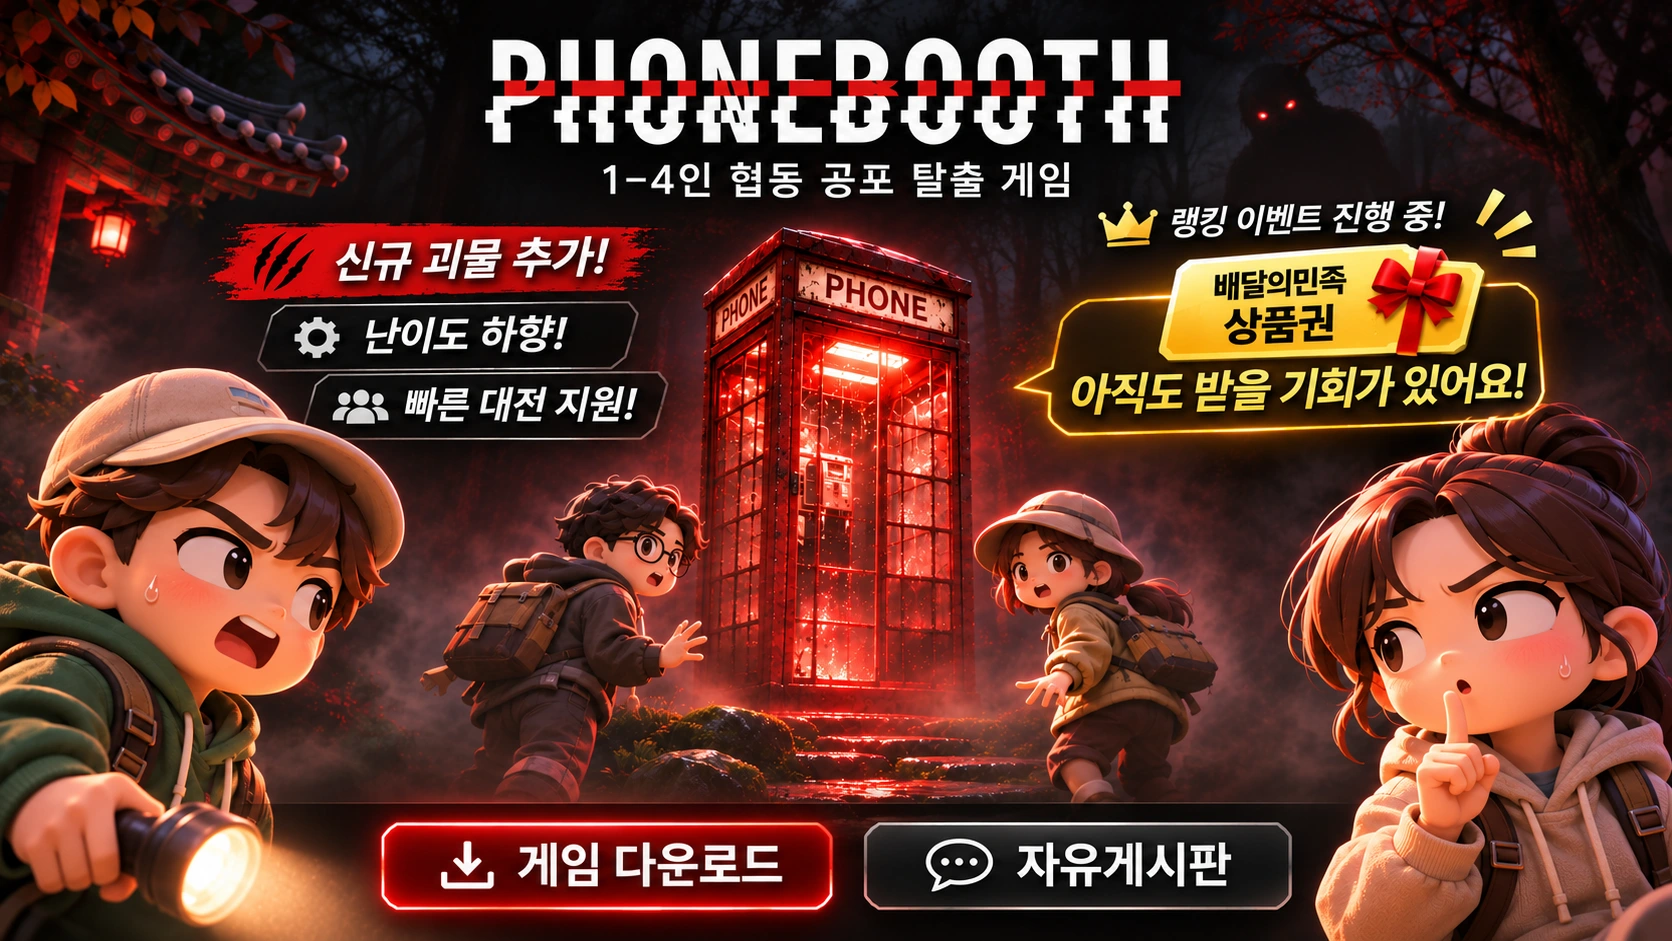 PHONEBOOTH
1-4인 협동 공포 탈출 게임
신규 괴물 추가!
난이도 하향!
빠른 대전 지원!
랭킹 이벤트 진행 중!
배달의민족
상품권
아직도 받을 기회가 있어요!
PHONE
PHONE
게임 다운로드
자유게시판